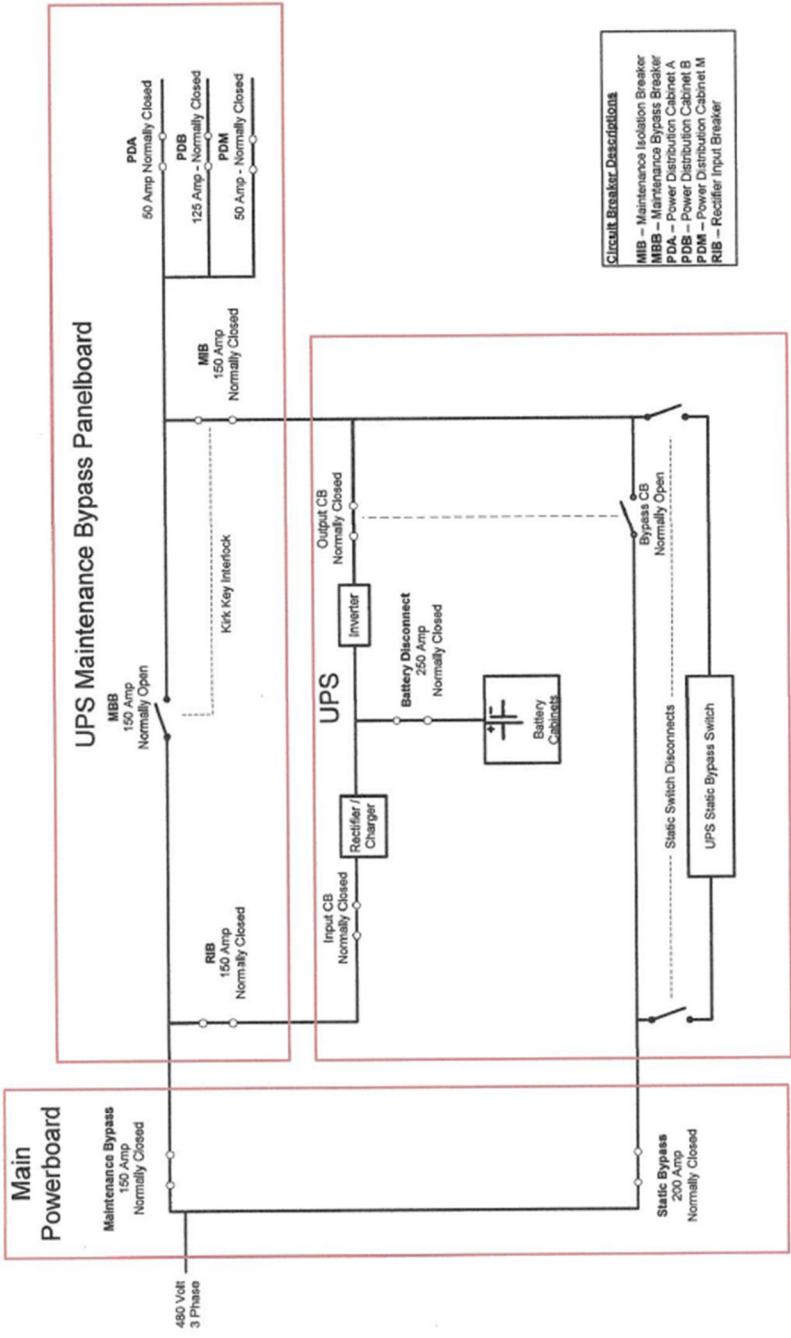 Main
Powerboard
480 Volt
3 Phase
Maintenance Bypass
150 Amp
Normally Closed
Static Bypass
200 Amp
Normally Closed
UPS Maintenance Bypass Panelboard
RIB
150 Amp
Normally Closed
MBB
150 Amp
Normally Open
Kirk Key Interlock
MIB
150 Amp
Normally Closed
PDA
50 Amp Normally Closed
PDB
125 Amp - Normally Closed
PDM
50 Amp - Normally Closed
UPS
Input CB
Normally Closed
Rectifier /
Charger
Inverter
Output CB
Normally Closed
Battery Disconnect
250 Amp
Normally Closed
+ -
Battery
Cabinets
Bypass CB
Normally Open
Static Switch Disconnects
UPS Static Bypass Switch
Circuit Breaker Descriptions
MIB – Maintenance Isolation Breaker
MBB – Maintenance Bypass Breaker
PDA – Power Distribution Cabinet A
PDB – Power Distribution Cabinet B
PDM – Power Distribution Cabinet M
RIB – Rectifier Input Breaker